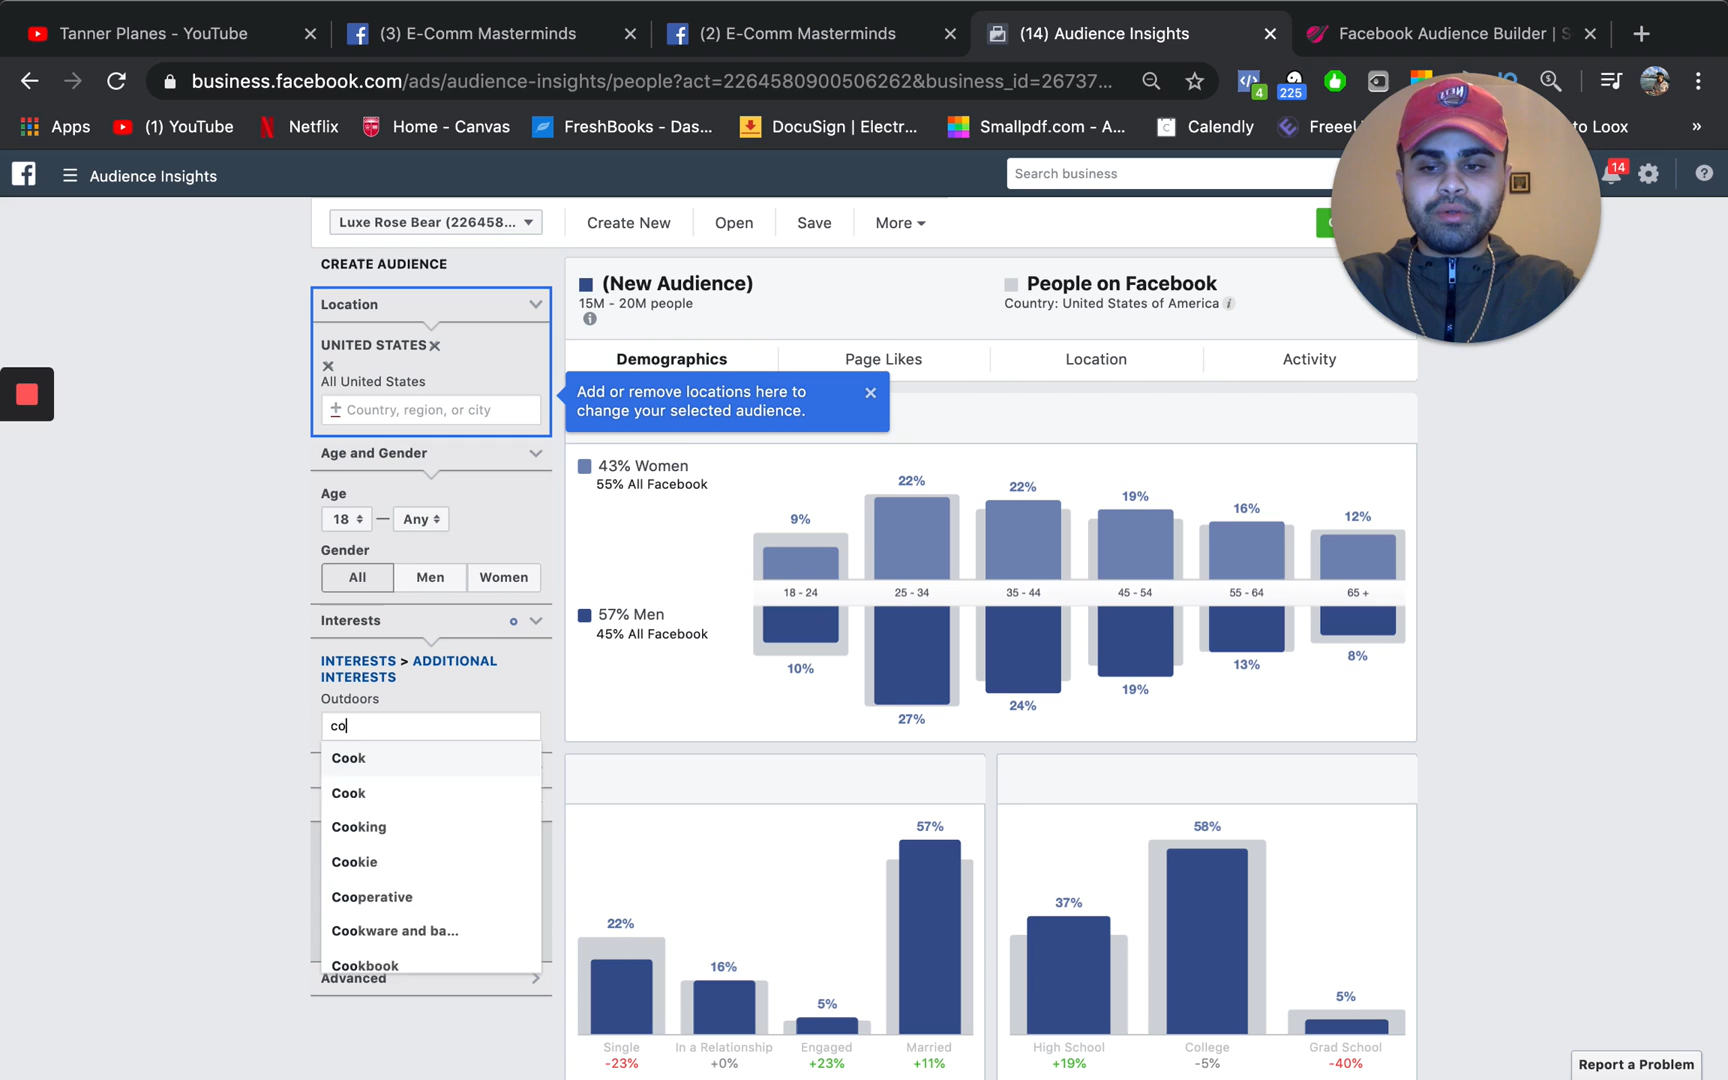 Tanner Planes - YouTube
(3) E-Comm Masterminds
(2) E-Comm Masterminds
(14) Audience Insights
Facebook Audience Builder | S
business.facebook.com/ads/audience-insights/people?act=2264580900506262&business_id=26737...
4
225
Apps
(1) YouTube
Netflix
Home - Canvas
FreshBooks - Das...
DocuSign | Electr...
Smallpdf.com - A...
Calendly
to Loox
»
Audience Insights
Search business
14
Luxe Rose Bear (226458...
Create New
Open
Save
More
CREATE AUDIENCE
Location
UNITED STATES
All United States
Country, region, or city
Age and Gender
Age
18 — Any
Gender
All
Men
Women
Interests
INTERESTS > ADDITIONAL
INTERESTS
Outdoors
co
Cook
Cook
Cooking
Cookie
Cooperative
Cookware and ba...
Cookbook
Advanced
(New Audience)
15M - 20M people
People on Facebook
Country: United States of America
Demographics
Page Likes
Location
Activity
Add or remove locations here to
change your selected audience.
43% Women
55% All Facebook
9%
22%
22%
19%
16%
12%
18 - 24
25 - 34
35 - 44
45 - 54
55 - 64
65 +
57% Men
45% All Facebook
10%
27%
24%
19%
13%
8%
22%
16%
5%
57%
Single
In a Relationship
Engaged
Married
-23%
+0%
+23%
+11%
37%
58%
5%
High School
College
Grad School
+19%
-5%
-40%
Report a Problem